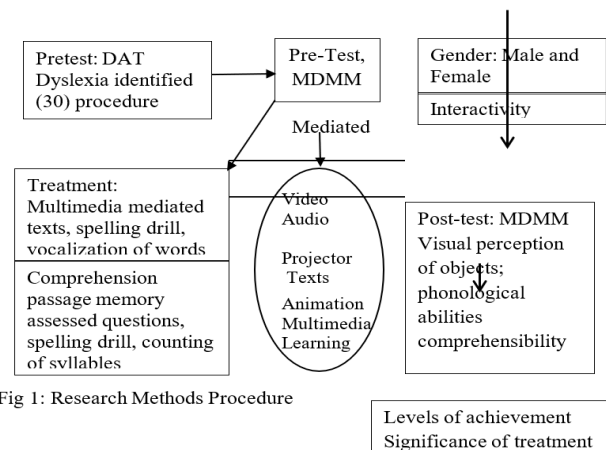 Pretest: DAT
Dyslexia identified
(30) procedure
Pre-Test,
MDMM
Gender: Male and
Female
Interactivity
Mediated
Treatment:
Multimedia mediated
texts, spelling drill,
vocalization of words
Comprehension
passage memory
assessed questions,
spelling drill, counting
of syllables
Video
Audio
Projector
Texts
Animation
Multimedia
Learning
Post-test: MDMM
Visual perception
of objects;
phonological
abilities
comprehensibility
Fig 1: Research Methods Procedure
Levels of achievement
Significance of treatment